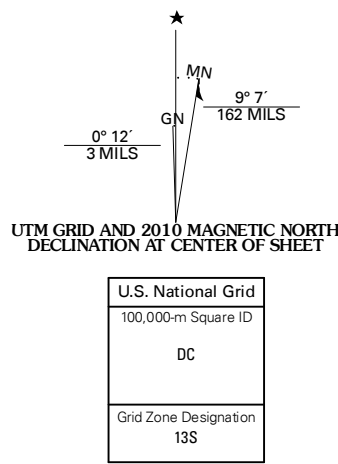 MN
GN
9° 7´
162 MILS
0° 12´
3 MILS
UTM GRID AND 2010 MAGNETIC NORTH
DECLINATION AT CENTER OF SHEET
U.S. National Grid
100,000-m Square ID
DC
Grid Zone Designation
13S